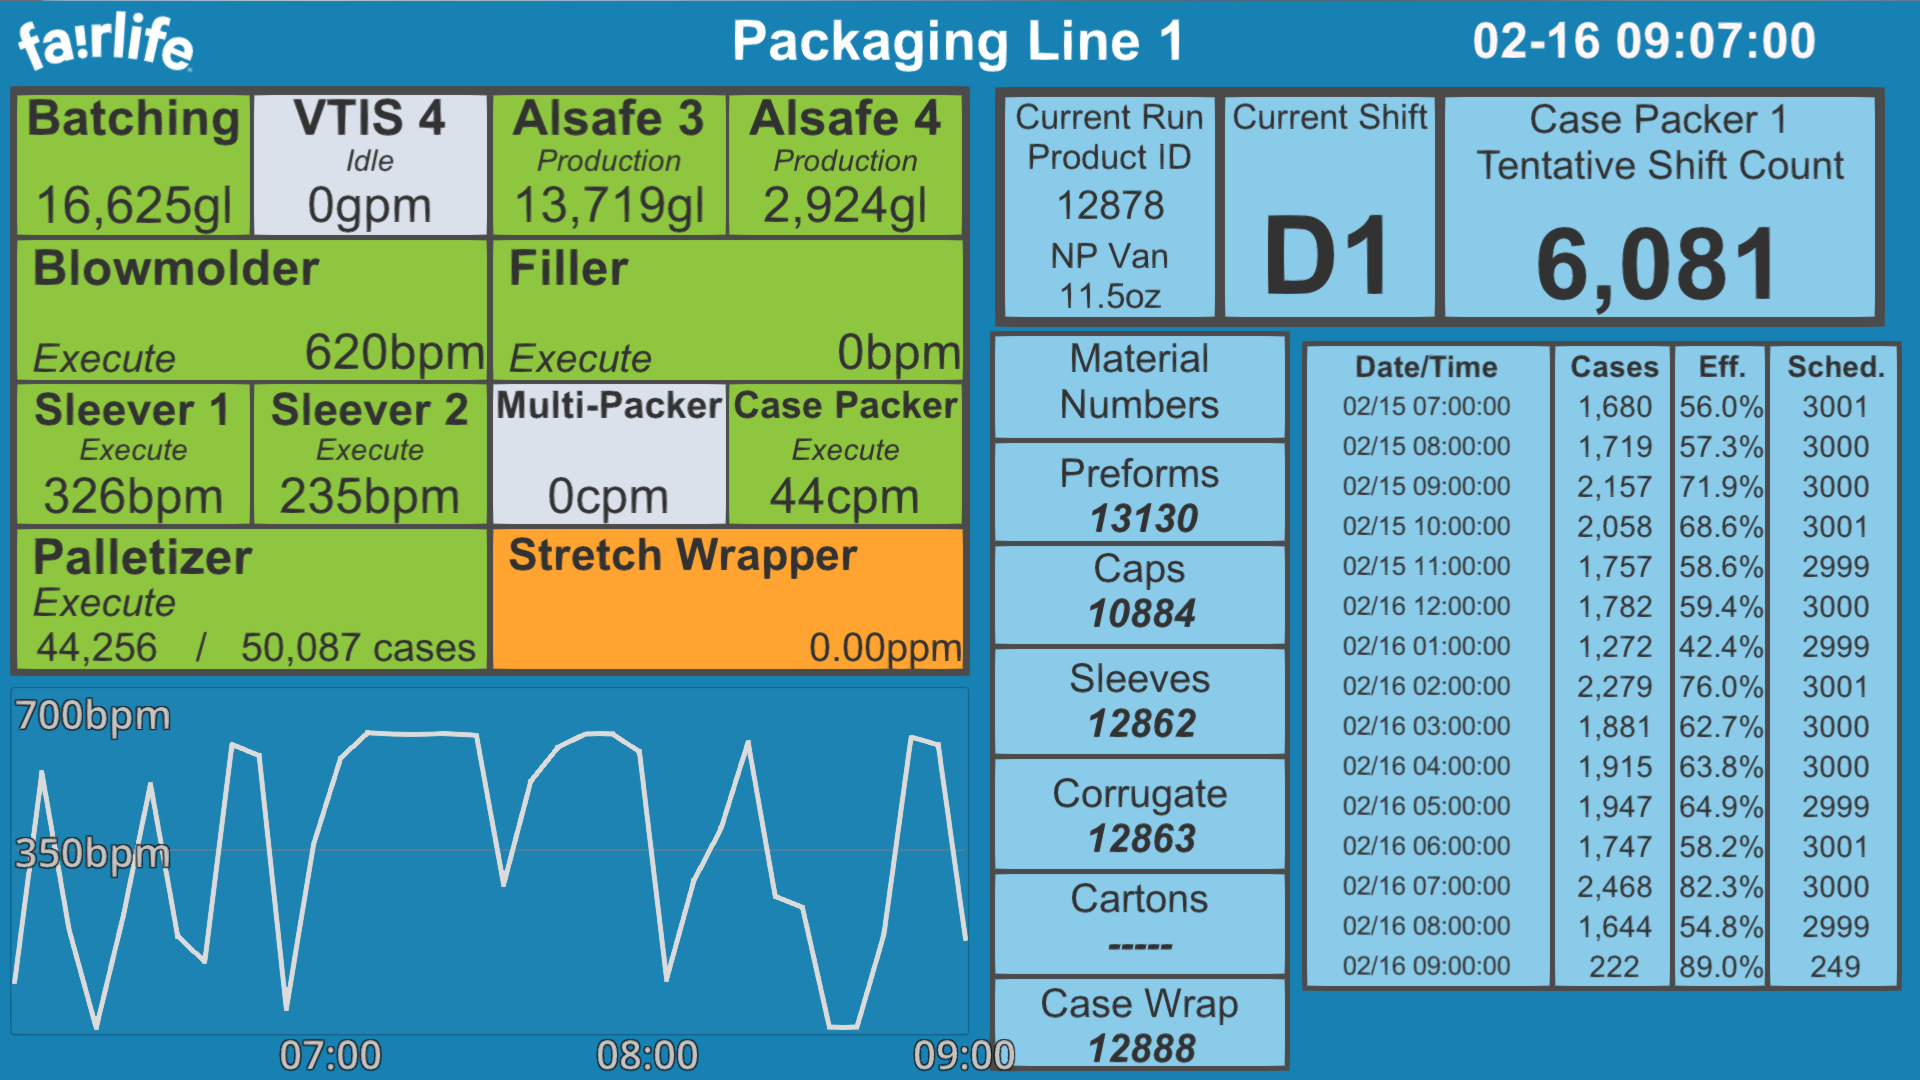 fa!rlife
Packaging Line 1
02-16 09:07:00
Batching
16,625gl
VTIS 4
Idle
0gpm
Alsafe 3
Production
13,719gl
Alsafe 4
Production
2,924gl
Blowmolder
Execute 620bpm
Filler
Execute 0bpm
Sleever 1
Execute
326bpm
Sleever 2
Execute
235bpm
Multi-Packer
0cpm
Case Packer
Execute
44cpm
Palletizer
Execute
44,256 / 50,087 cases
Stretch Wrapper
0.00ppm
700bpm
350bpm
07:00 08:00 09:00
Current Run
Product ID
12878
NP Van
11.5oz
Current Shift
D1
Case Packer 1
Tentative Shift Count
6,081
Material
Numbers
Preforms
13130
Caps
10884
Sleeves
12862
Corrugate
12863
Cartons
-----
Case Wrap
12888
Date/Time Cases Eff. Sched.
02/15 07:00:00 1,680 56.0% 3001
02/15 08:00:00 1,719 57.3% 3000
02/15 09:00:00 2,157 71.9% 3000
02/15 10:00:00 2,058 68.6% 3001
02/15 11:00:00 1,757 58.6% 2999
02/16 12:00:00 1,782 59.4% 3000
02/16 01:00:00 1,272 42.4% 2999
02/16 02:00:00 2,279 76.0% 3001
02/16 03:00:00 1,881 62.7% 3000
02/16 04:00:00 1,915 63.8% 3000
02/16 05:00:00 1,947 64.9% 2999
02/16 06:00:00 1,747 58.2% 3001
02/16 07:00:00 2,468 82.3% 3000
02/16 08:00:00 1,644 54.8% 2999
02/16 09:00:00 222 89.0% 249